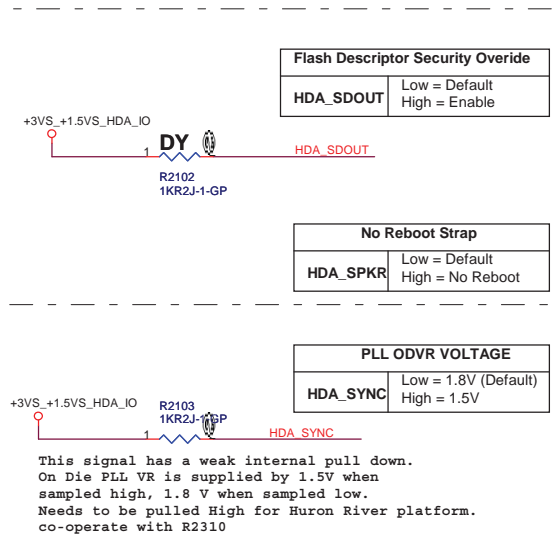 Flash Descriptor Security Overide
HDA_SDOUT
Low = Default
High = Enable
+3VS_+1.5VS_HDA_IO
DY
1
HDA_SDOUT
R2102
1KR2J-1-GP
No Reboot Strap
HDA_SPKR
Low = Default
High = No Reboot
PLL ODVR VOLTAGE
HDA_SYNC
Low = 1.8V (Default)
High = 1.5V
+3VS_+1.5VS_HDA_IO
R2103
1KR2J-1-GP
1
HDA_SYNC
This signal has a weak internal pull down.
On Die PLL VR is supplied by 1.5V when
sampled high, 1.8 V when sampled low.
Needs to be pulled High for Huron River platform.
co-operate with R2310